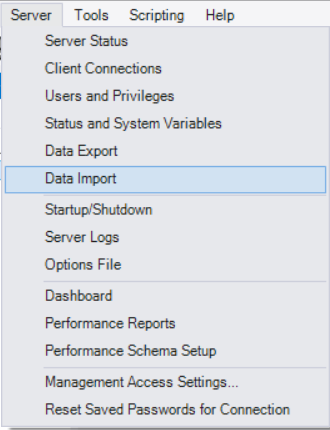 Server Tools Scripting Help
Server Status
Client Connections
Users and Privileges
Status and System Variables
Data Export
Data Import
Startup/Shutdown
Server Logs
Options File
Dashboard
Performance Reports
Performance Schema Setup
Management Access Settings...
Reset Saved Passwords for Connection